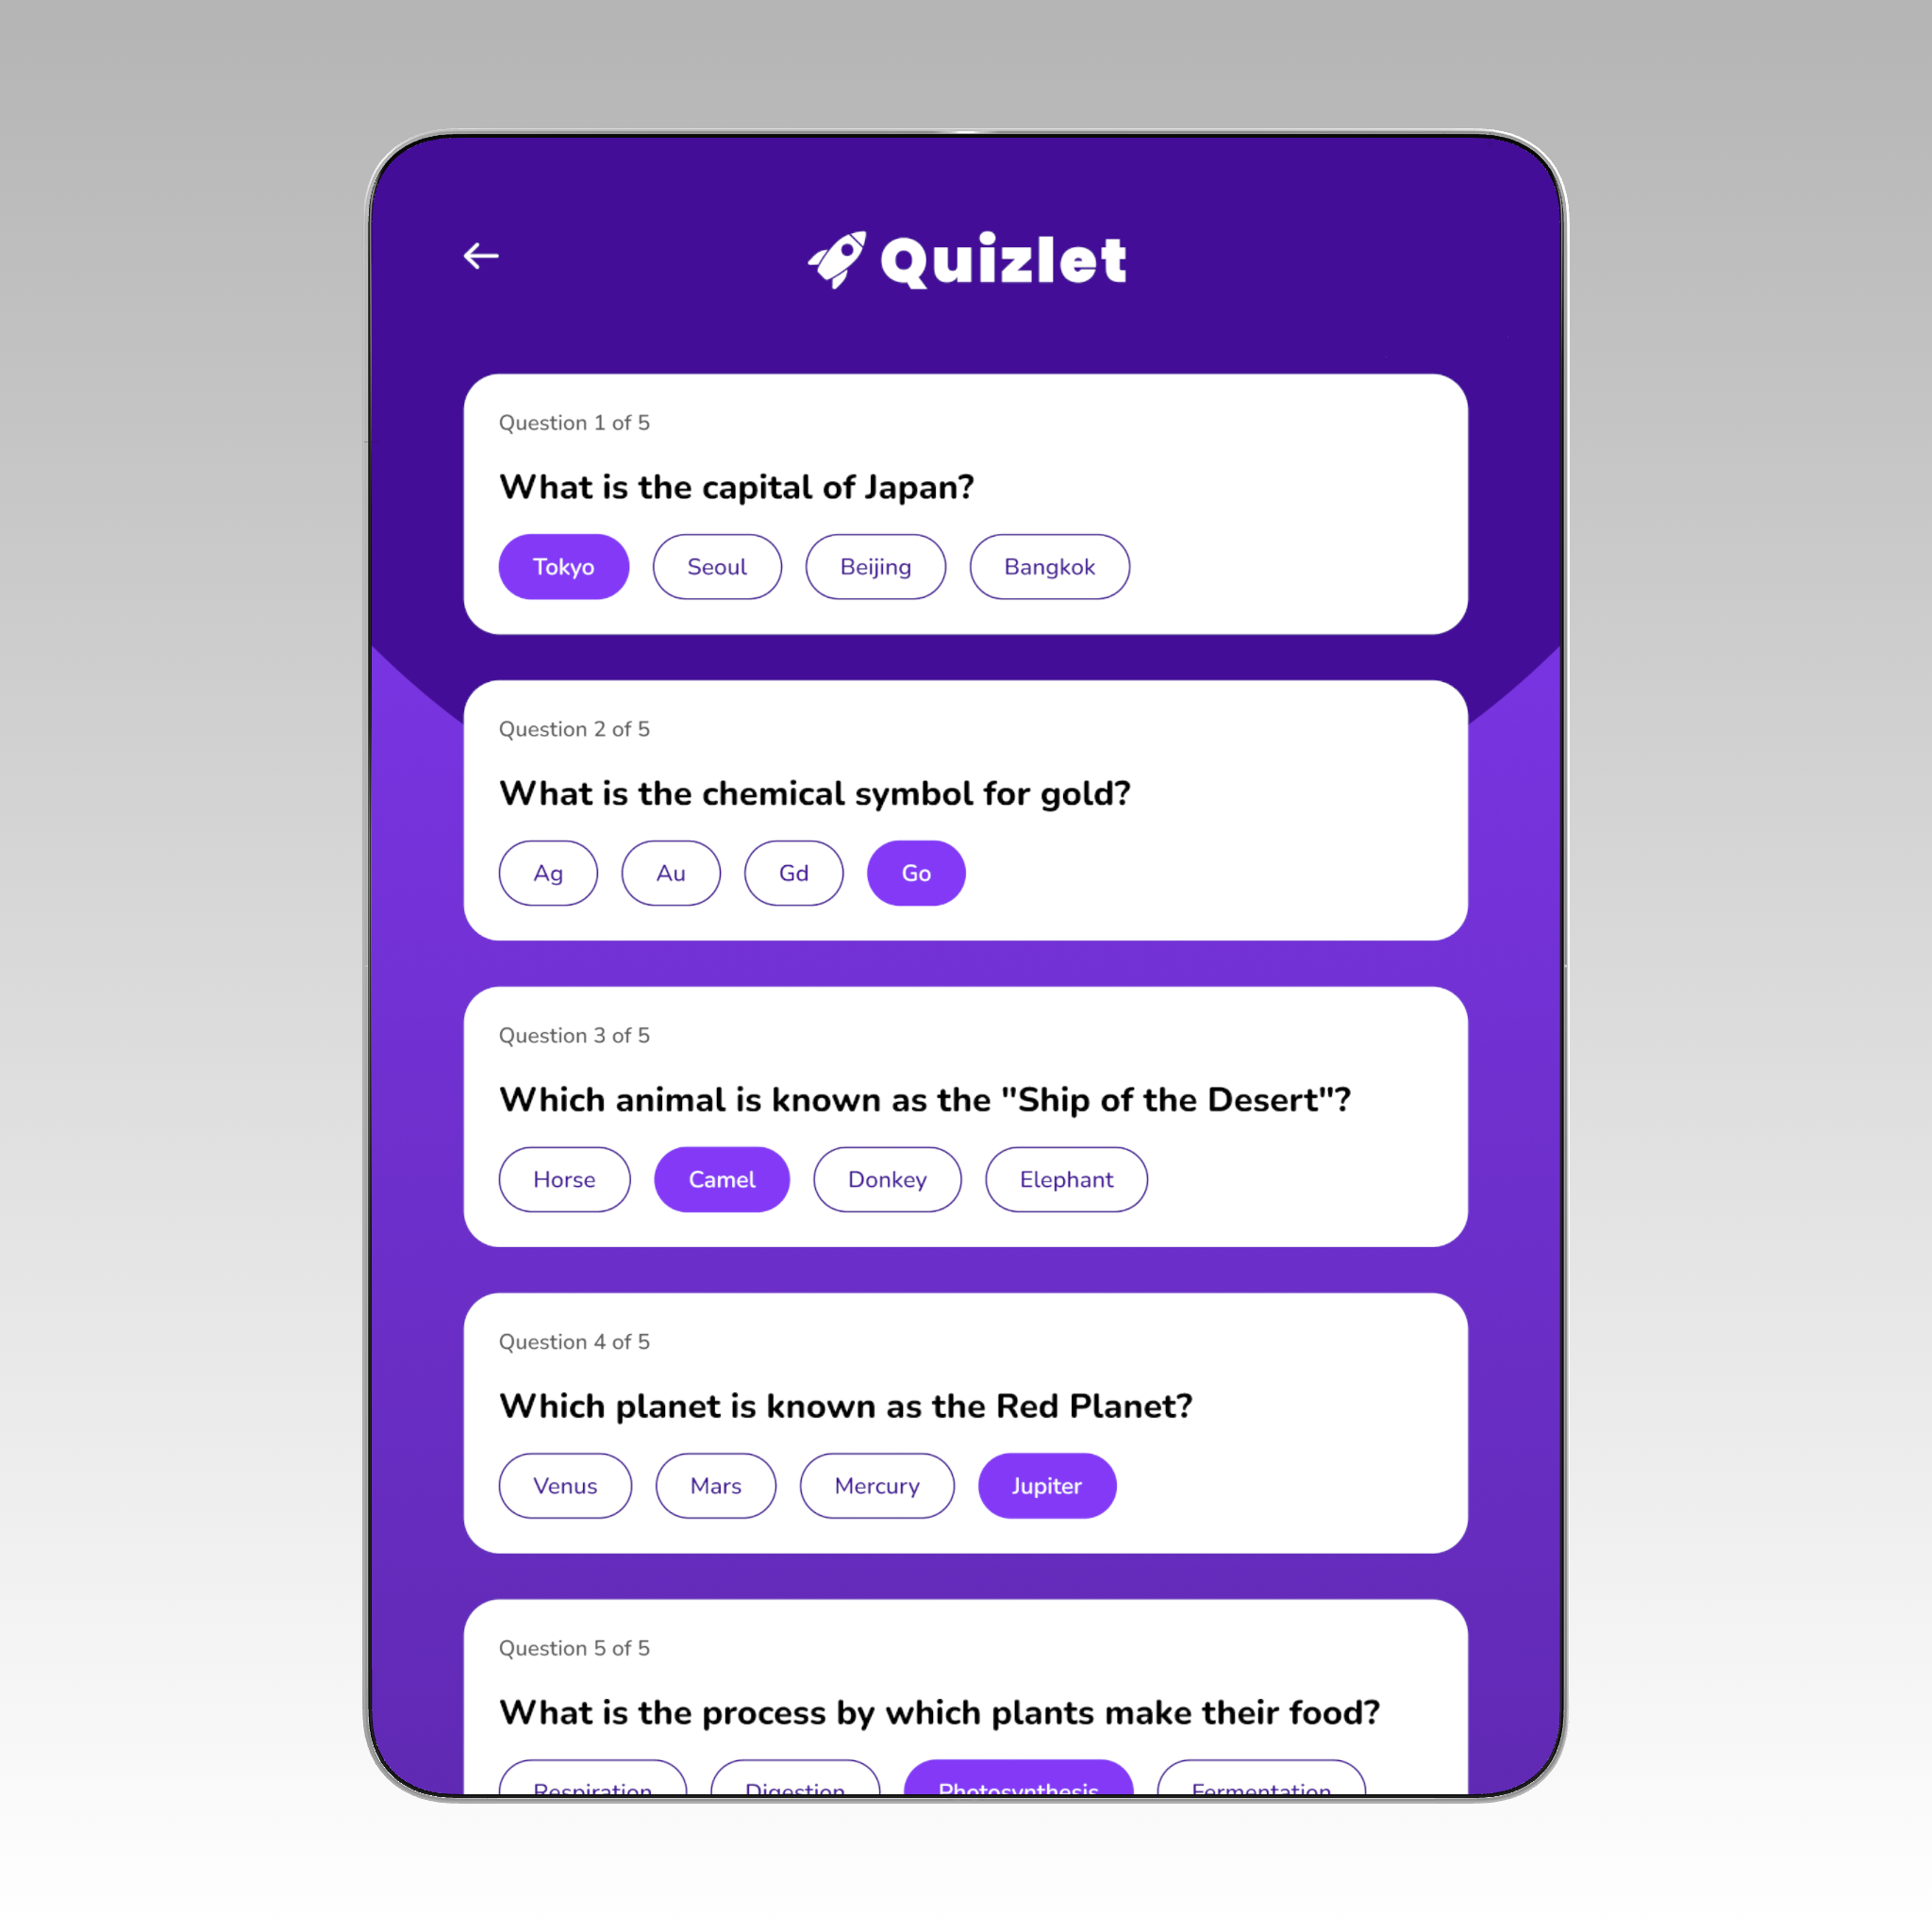 Quizlet
Question 1 of 5
What is the capital of Japan?
Tokyo Seoul Beijing Bangkok
Question 2 of 5
What is the chemical symbol for gold?
Ag Au Gd Go
Question 3 of 5
Which animal is known as the "Ship of the Desert"?
Horse Camel Donkey Elephant
Question 4 of 5
Which planet is known as the Red Planet?
Venus Mars Mercury Jupiter
Question 5 of 5
What is the process by which plants make their food?
Respiration Digestion Photosynthesis Fermentation